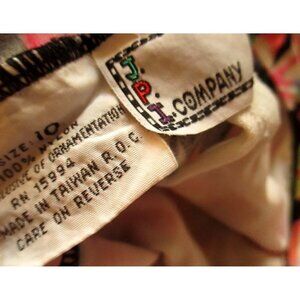 J.P.I. COMPANY
SIZE 10
100% NYLON
EXCLUSIVE OF ORNAMENTATION
RN 15994
MADE IN TAIWAN R.O.C
CARE ON REVERSE